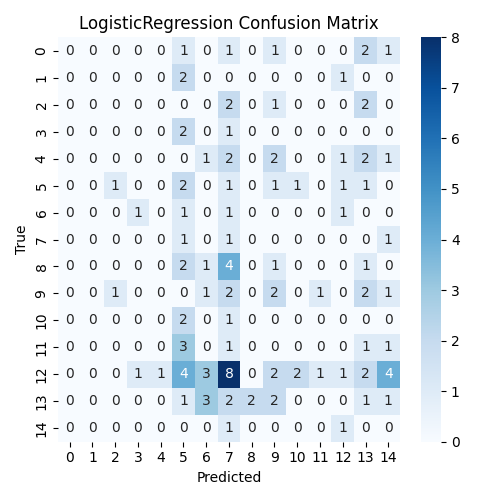 LogisticRegression Confusion Matrix
0 0 0 0 0 0 1 0 1 0 1 0 0 0 2 1
1 0 0 0 0 0 2 0 0 0 0 0 0 1 0 0
2 0 0 0 0 0 0 0 2 0 1 0 0 0 2 0
3 0 0 0 0 0 2 0 1 0 0 0 0 0 0 0
4 0 0 0 0 0 0 1 2 0 2 0 0 1 2 1
5 0 0 1 0 0 2 0 1 0 1 1 0 1 1 0
6 0 0 0 1 0 1 0 1 0 0 0 0 1 0 0
7 0 0 0 0 0 1 0 1 0 0 0 0 0 0 1
8 0 0 0 0 0 2 1 4 0 1 0 0 0 1 0
9 0 0 1 0 0 0 1 2 0 2 0 1 0 2 1
10 0 0 0 0 0 2 0 1 0 0 0 0 0 0 0
11 0 0 0 0 0 3 0 1 0 0 0 0 0 1 1
12 0 0 0 1 1 4 3 8 0 2 2 1 1 2 4
13 0 0 0 0 0 1 3 2 2 2 0 0 0 1 1
14 0 0 0 0 0 0 0 1 0 0 0 0 1 0 0
0 1 2 3 4 5 6 7 8 9 10 11 12 13 14
Predicted
True
8
7
6
5
4
3
2
1
0